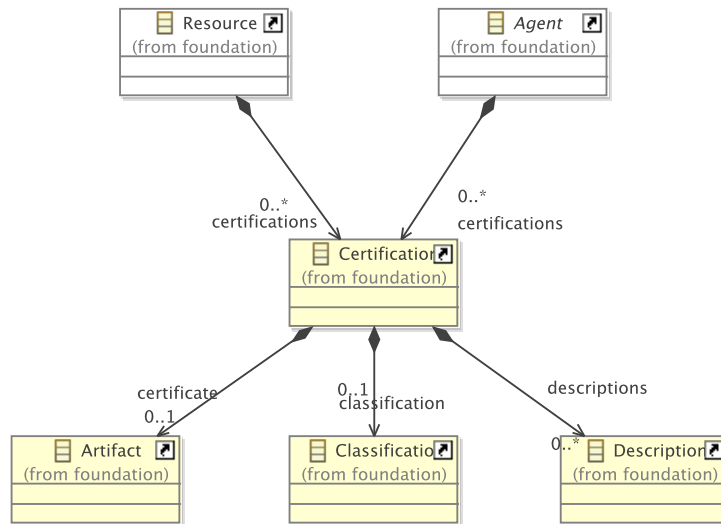 Resource
(from foundation)
Agent
(from foundation)
0..*
certifications
0..*
certifications
Certification
(from foundation)
certificate
0..1
0..1
classification
descriptions
0..*
Artifact
(from foundation)
Classificatio
(from foundation)
Description
(from foundation)